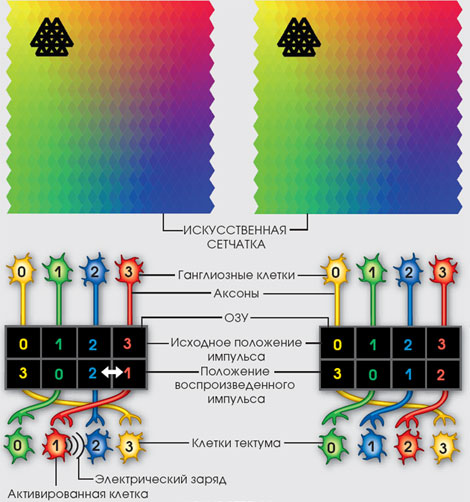 ИСКУССТВЕННАЯ
СЕТЧАТКА
0 1 2 3
Ганглиозные клетки
0 1 2 3
Аксоны
ОЗУ
0 1 2 3
Исходное положение
импульса
0 1 2 3
3 0 2 1
Положение
воспроизведенного
импульса
3 0 1 2
0 1 2 3
Клетки тектума
0 1 2 3
Электрический заряд
Активированная клетка